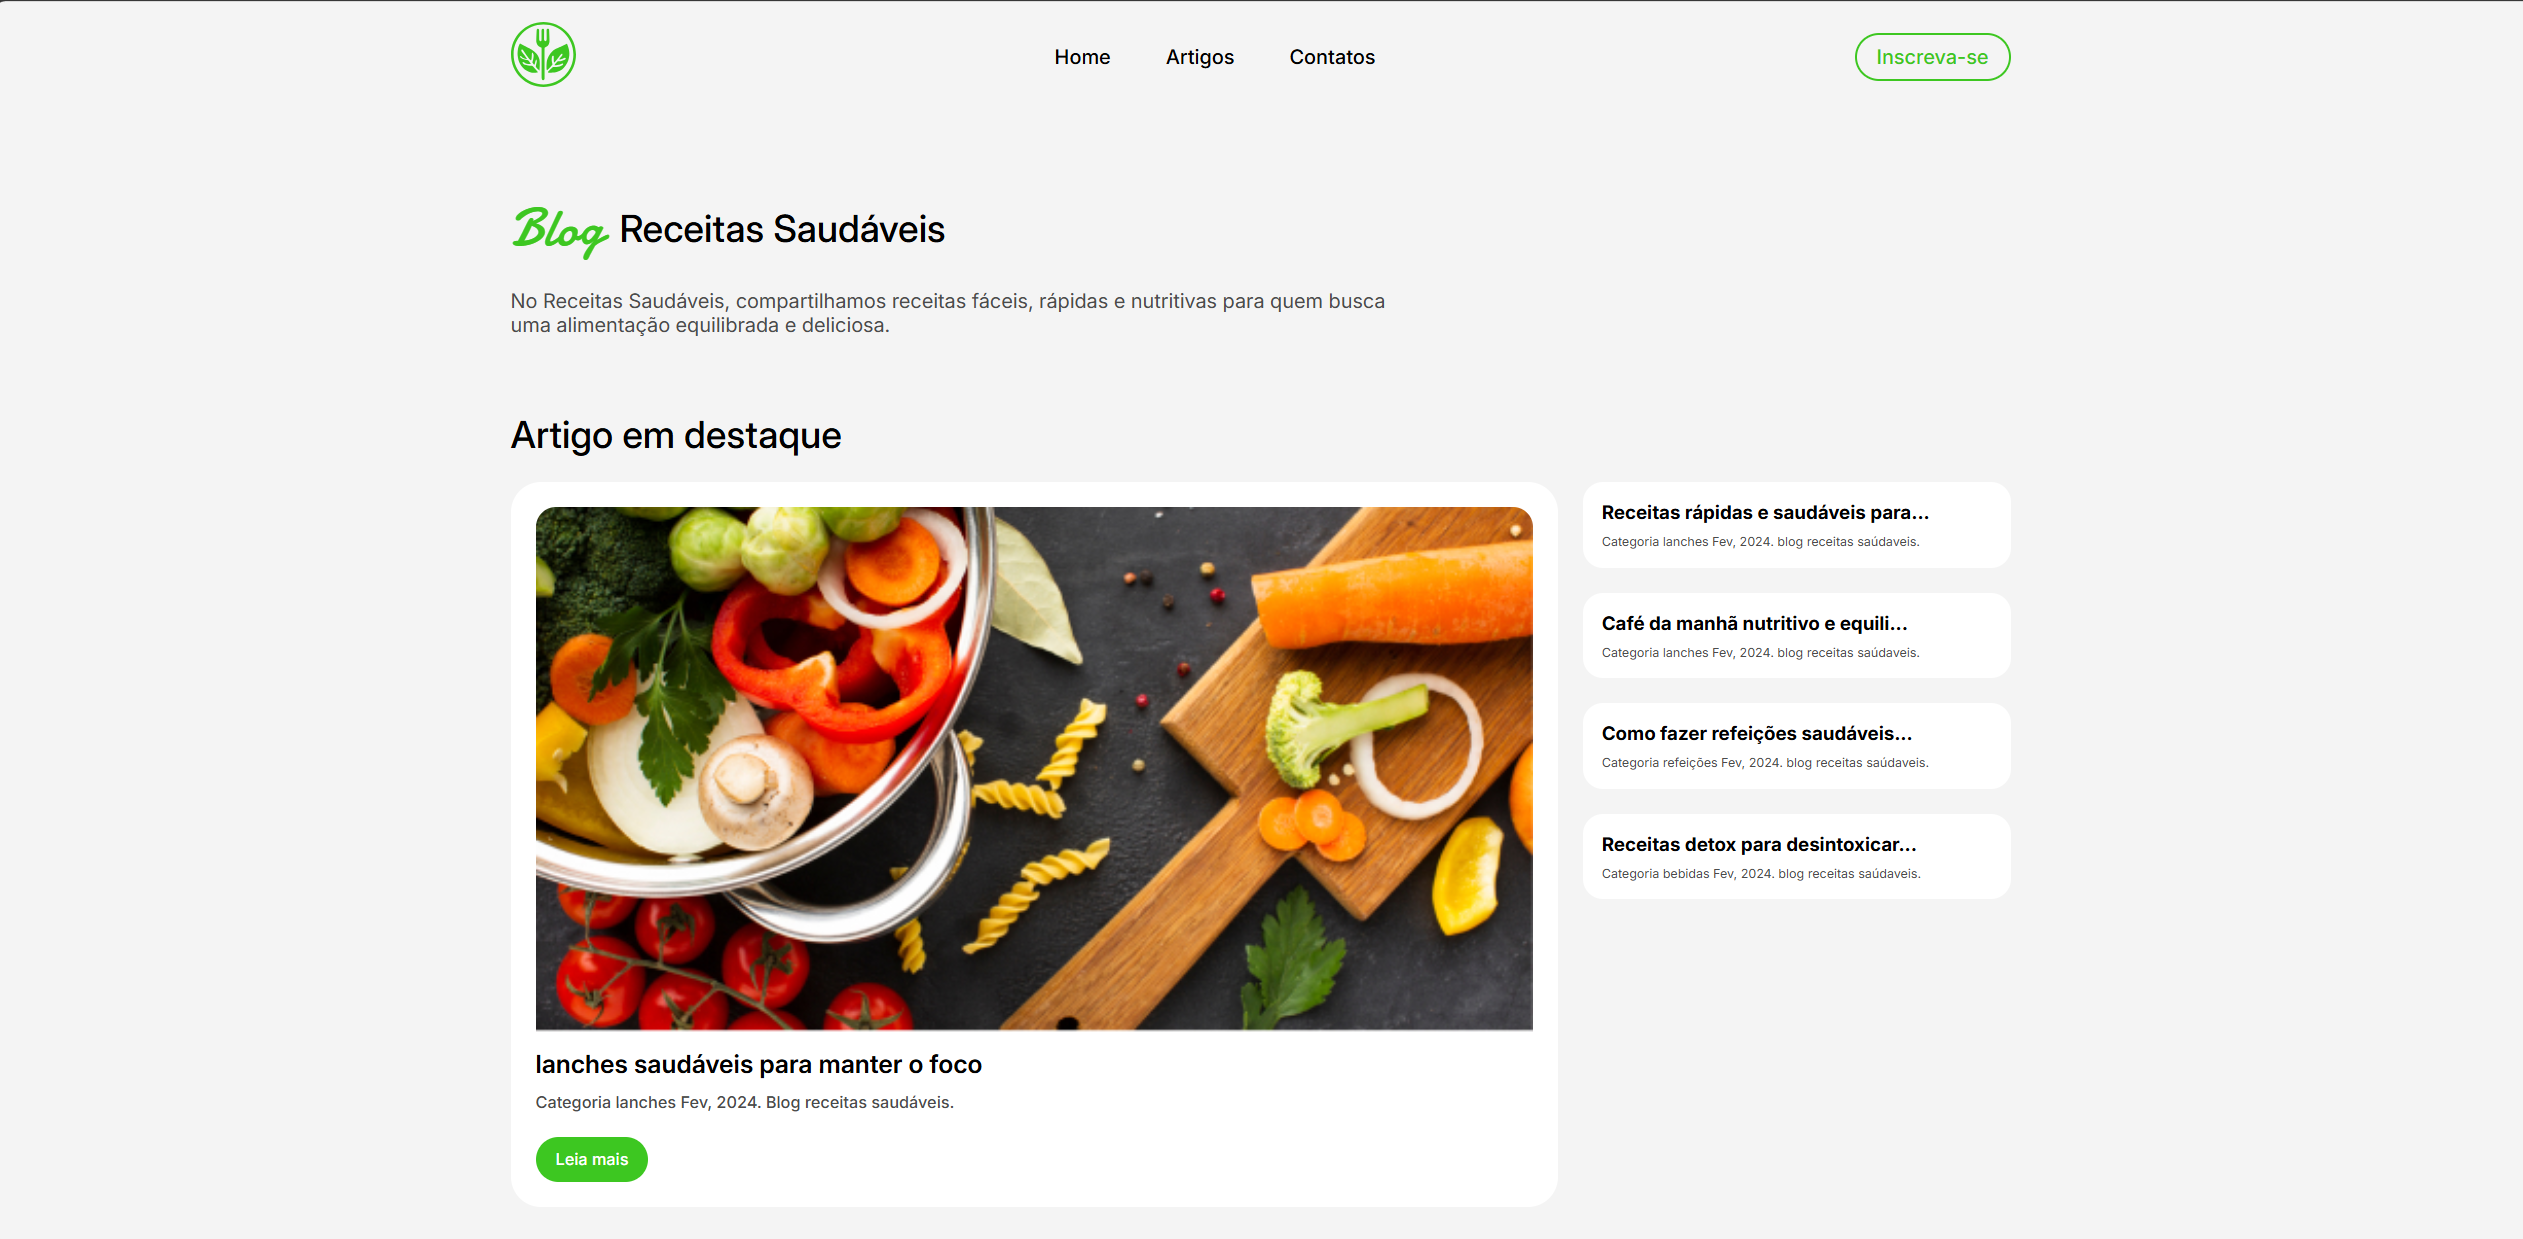 Home
Artigos
Contatos
Inscreva-se
Blog Receitas Saudáveis
No Receitas Saudáveis, compartilhamos receitas fáceis, rápidas e nutritivas para quem busca
uma alimentação equilibrada e deliciosa.
Artigo em destaque
lanches saudáveis para manter o foco
Categoria lanches Fev, 2024. Blog receitas saudáveis.
Leia mais
Receitas rápidas e saudáveis para...
Categoria lanches Fev, 2024. blog receitas saúdaveis.
Café da manhã nutritivo e equili...
Categoria lanches Fev, 2024. blog receitas saúdaveis.
Como fazer refeições saudáveis...
Categoria refeições Fev, 2024. blog receitas saúdaveis.
Receitas detox para desintoxicar...
Categoria bebidas Fev, 2024. blog receitas saúdaveis.